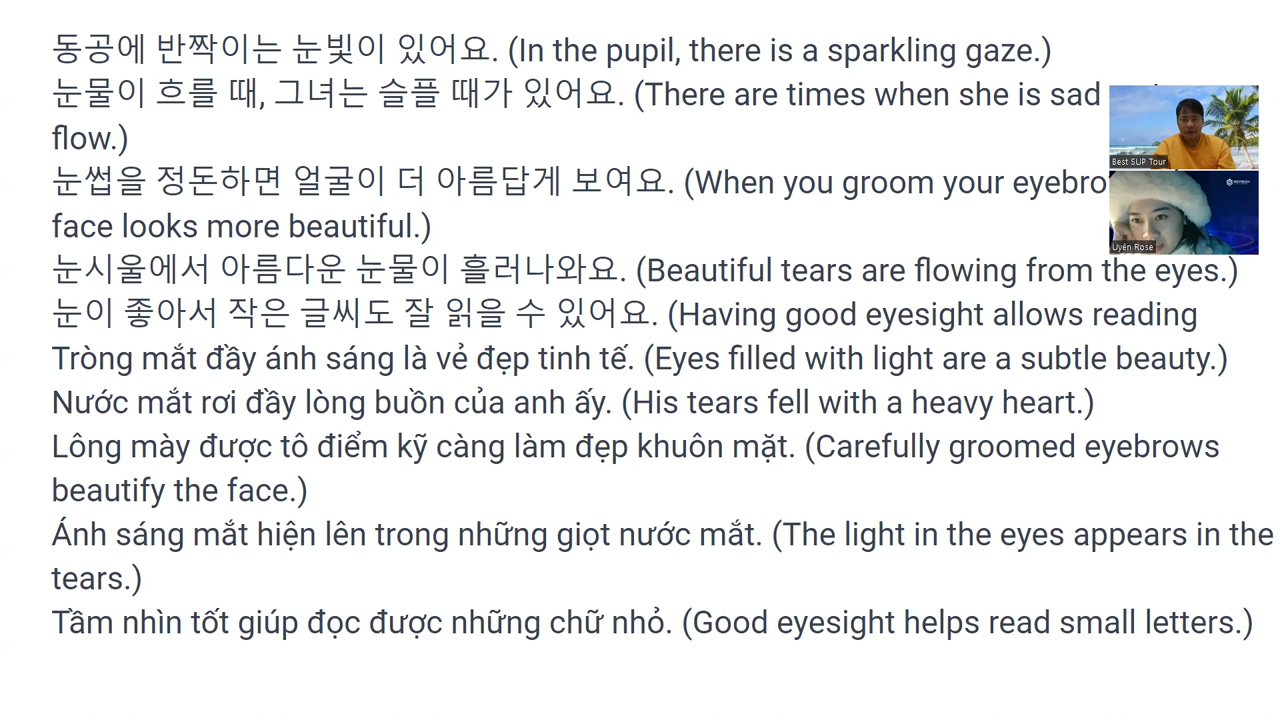 동공에 반짝이는 눈빛이 있어요. (In the pupil, there is a sparkling gaze.)
눈물이 흐를 때, 그녀는 슬플 때가 있어요. (There are times when she is sad
flow.)
눈썹을 정돈하면 얼굴이 더 아름답게 보여요. (When you groom your eyebro
face looks more beautiful.)
눈시울에서 아름다운 눈물이 흘러나와요. (Beautiful tears are flowing from the eyes.)
눈이 좋아서 작은 글씨도 잘 읽을 수 있어요. (Having good eyesight allows reading
Tròng mắt đầy ánh sáng là vẻ đẹp tinh tế. (Eyes filled with light are a subtle beauty.)
Nước mắt rơi đầy lòng buồn của anh ấy. (His tears fell with a heavy heart.)
Lông mày được tô điểm kỹ càng làm đẹp khuôn mặt. (Carefully groomed eyebrows
beautify the face.)
Ánh sáng mắt hiện lên trong những giọt nước mắt. (The light in the eyes appears in the
tears.)
Tầm nhìn tốt giúp đọc được những chữ nhỏ. (Good eyesight helps read small letters.)
Best SUP Tour
Uyên Rose